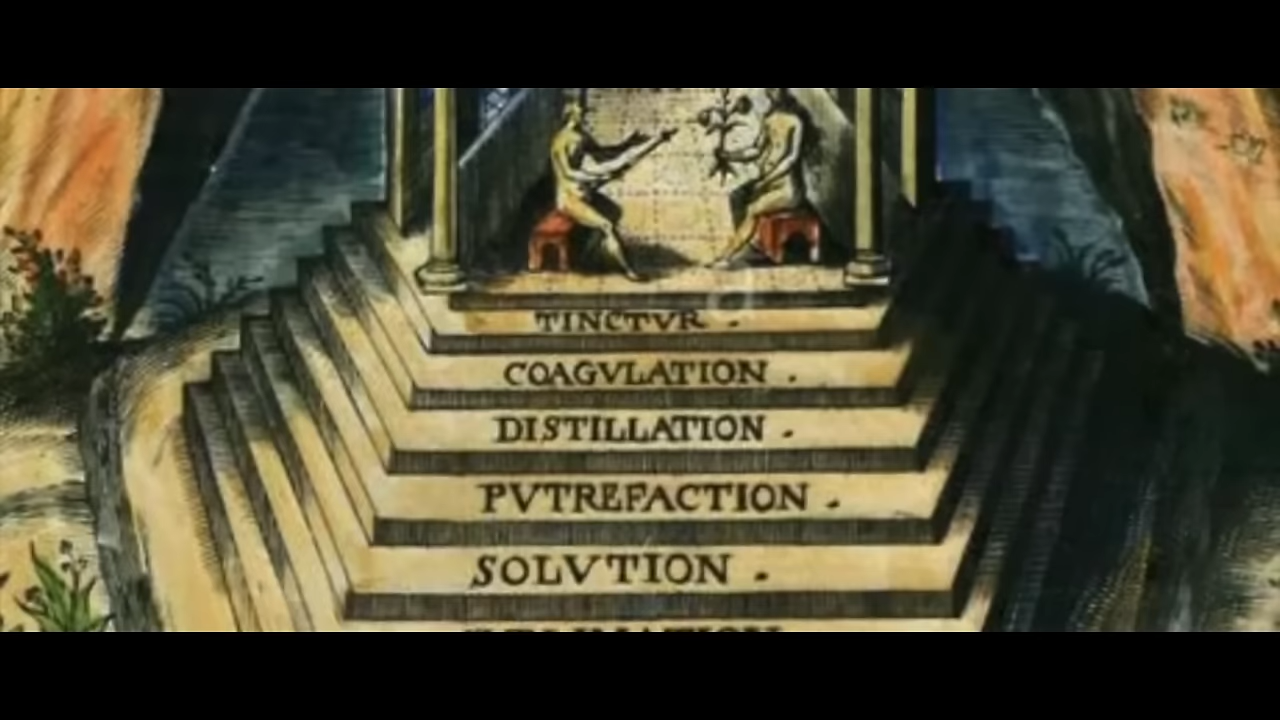 TINCTVR.
COAGVLATION.
DISTILLATION.
PVTREFACTION.
SOLVTION.